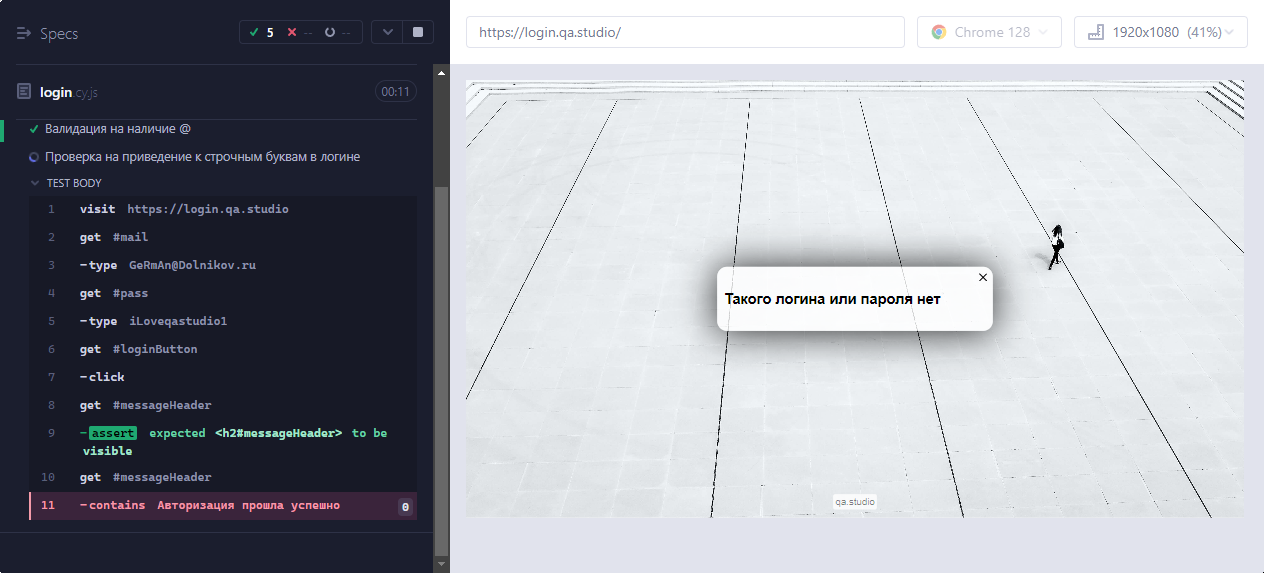 Specs
5 -- --
login.cy.js
00:11
Валидация на наличие @
Проверка на приведение к строчным буквам в логине
TEST BODY
1 visit https://login.qa.studio
2 get #mail
3 -type GeRmAn@Dolnikov.ru
4 get #pass
5 -type iLoveqastudio1
6 get #loginButton
7 -click
8 get #messageHeader
9 -assert expected <h2#messageHeader> to be
visible
10 get #messageHeader
11 -contains Авторизация прошла успешно 0
https://login.qa.studio/
Chrome 128
1920x1080 (41%)
Такого логина или пароля нет
qa.studio